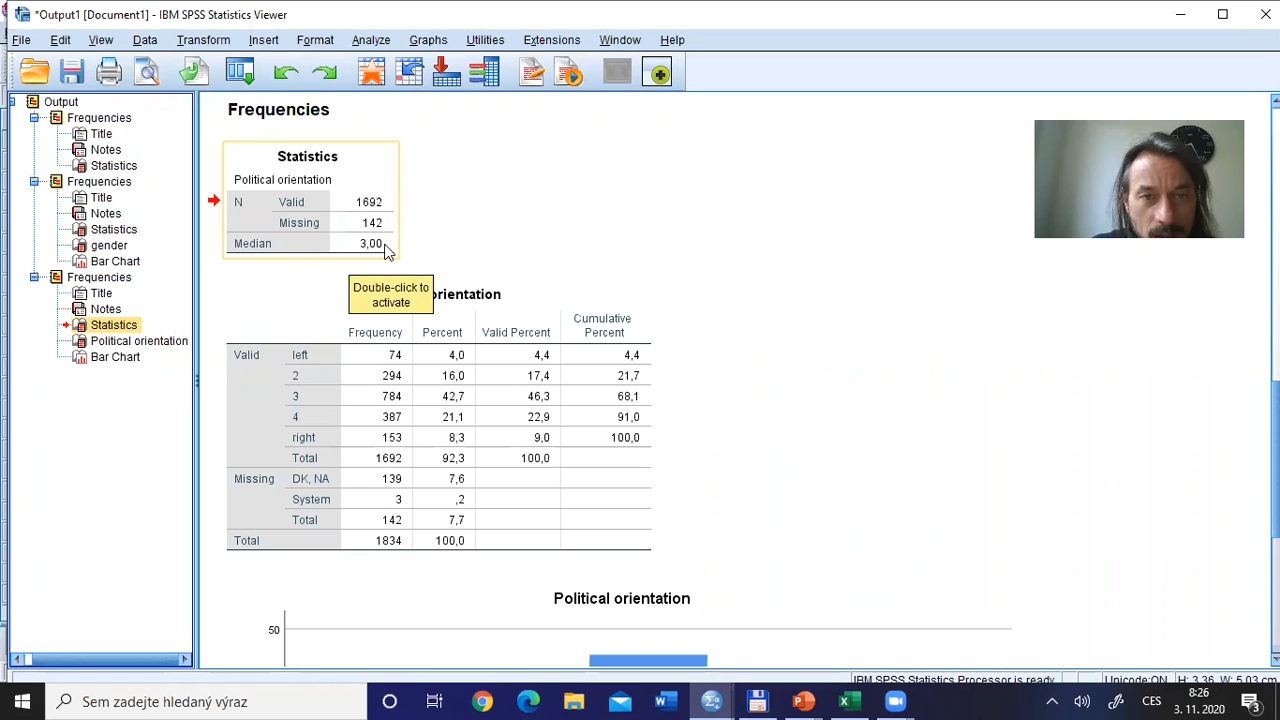 *Output1 [Document1] - IBM SPSS Statistics Viewer
File Edit View Data Transform Insert Format Analyze Graphs Utilities Extensions Window Help
Output
Frequencies
Title
Notes
Statistics
Frequencies
Title
Notes
Statistics
gender
Bar Chart
Frequencies
Title
Notes
Statistics
Political orientation
Bar Chart
Frequencies
Statistics
Political orientation
N Valid 1692
Missing 142
Median 3,00
Double-click to
activate
orientation
Frequency Percent Valid Percent Cumulative Percent
Valid left 74 4,0 4,4 4,4
2 294 16,0 17,4 21,7
3 784 42,7 46,3 68,1
4 387 21,1 22,9 91,0
right 153 8,3 9,0 100,0
Total 1692 92,3 100,0
Missing DK, NA 139 7,6
System 3 ,2
Total 142 7,7
Total 1834 100,0
Political orientation
50
IBM SPSS Statistics Processor is ready Unicode:ON H: 3.36, W: 5.03 cm
Sem zadejte hledaný výraz
CES
8:26
3. 11. 2020
3